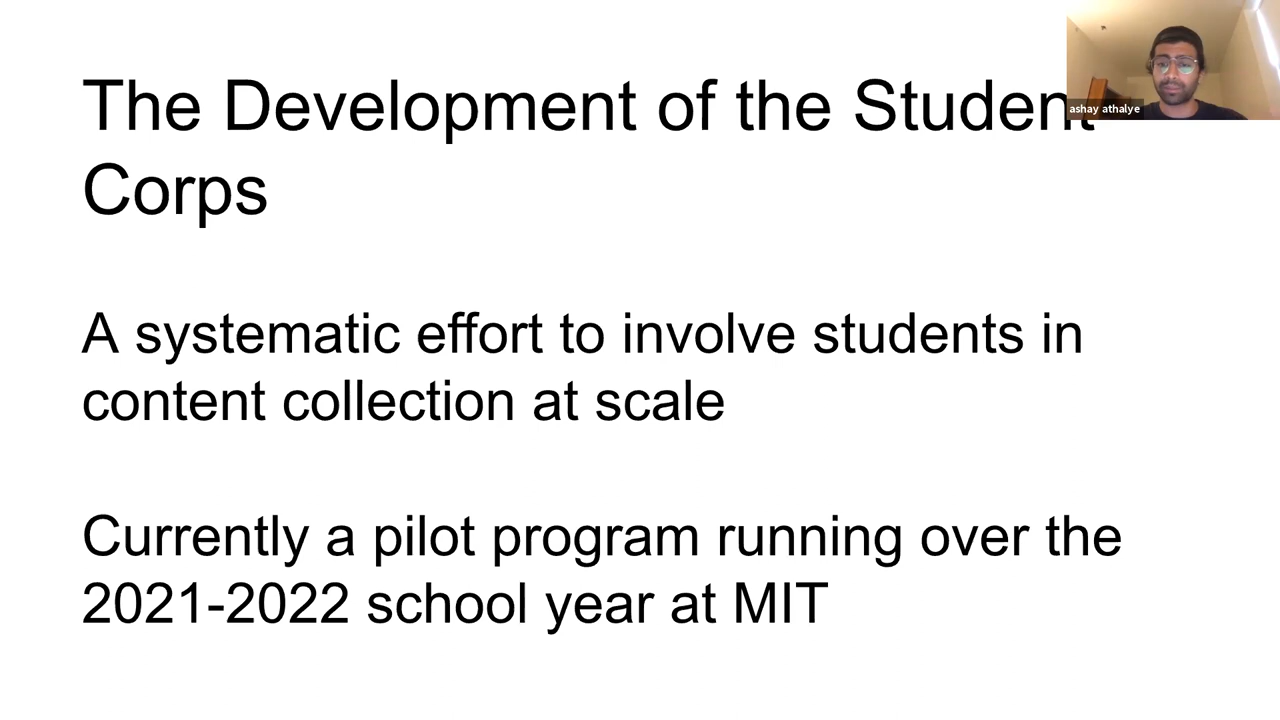 The Development of the Student
Corps
ashay athalye
A systematic effort to involve students in
content collection at scale
Currently a pilot program running over the
2021-2022 school year at MIT